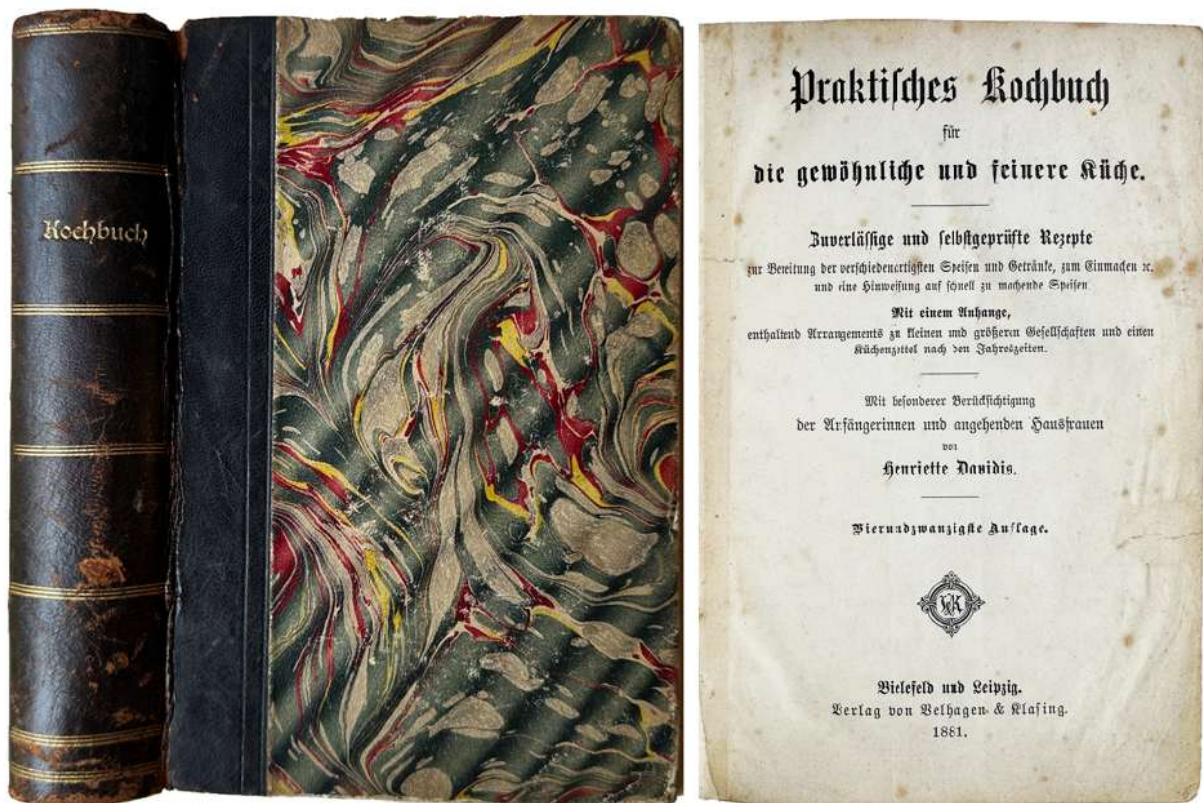 Kochbuch
Praktiſches Kochbuch
für
die gewöhnliche und feinere Küche.
Zuverläſſige und ſelbſtgeprüfte Rezepte
zur Bereitung der verſchiedenartigſten Speiſen und Getränke, zum Einmachen ꝛc.
und eine Hinweiſung auf ſchnell zu machende Speiſen
Mit einem Anhange,
enthaltend Arrangements zu kleinen und größeren Geſellſchaften und einen
Küchenzettel nach den Jahreszeiten.
Mit beſonderer Berückſichtigung
der Anfängerinnen und angehenden Hausfrauen
von
Henriette Davidis.
Vierundzwanzigſte Auflage.
V&K
Bielefeld und Leipzig.
Verlag von Velhagen & Klaſing.
1881.